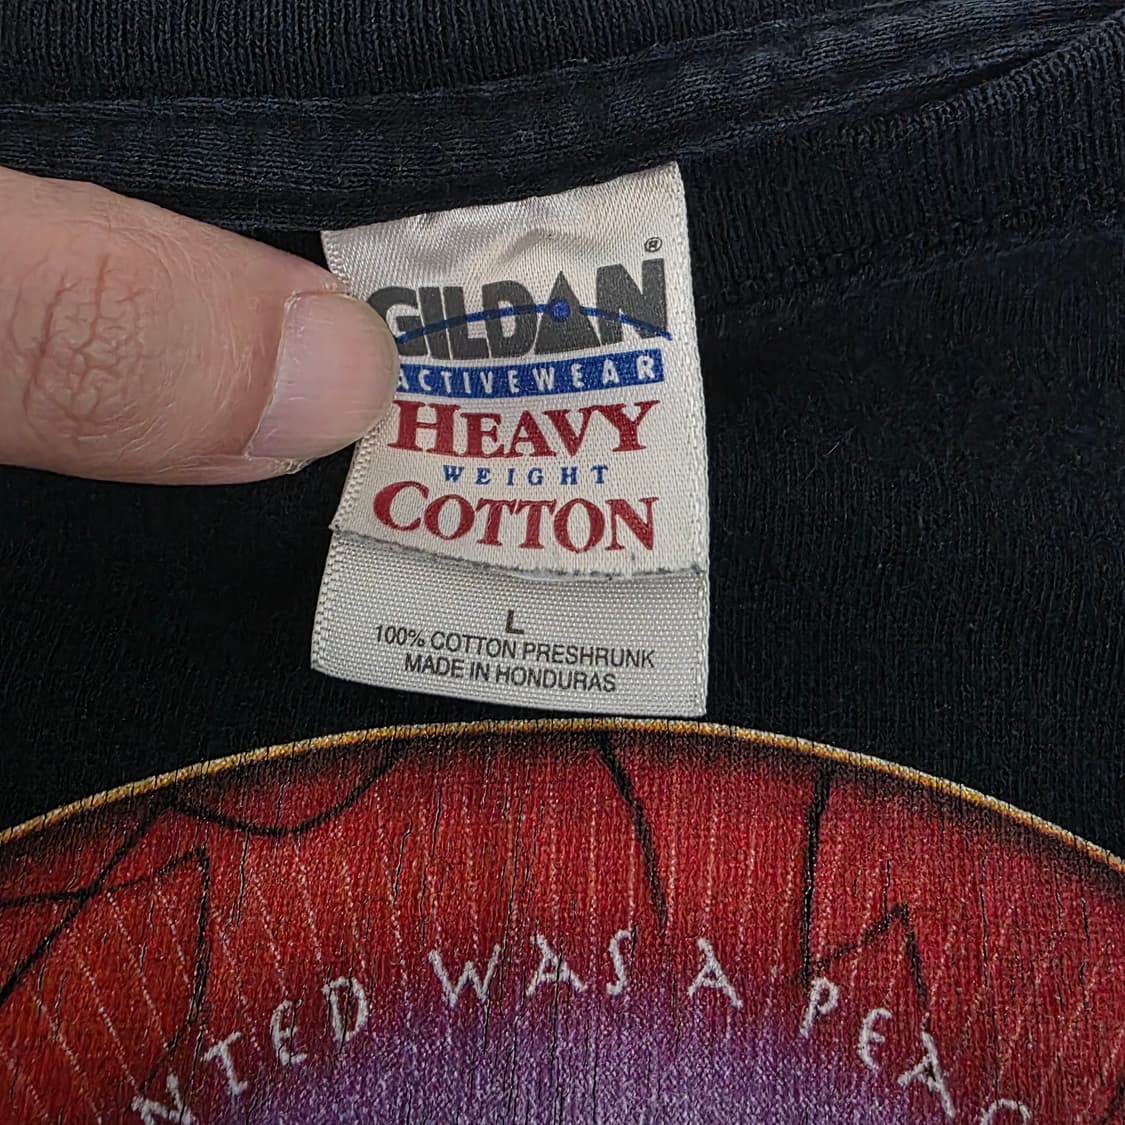 GILDAN®
ACTIVEWEAR
HEAVY
WEIGHT
COTTON
L
100% COTTON PRESHRUNK
MADE IN HONDURAS
NTED WAS A PEAC